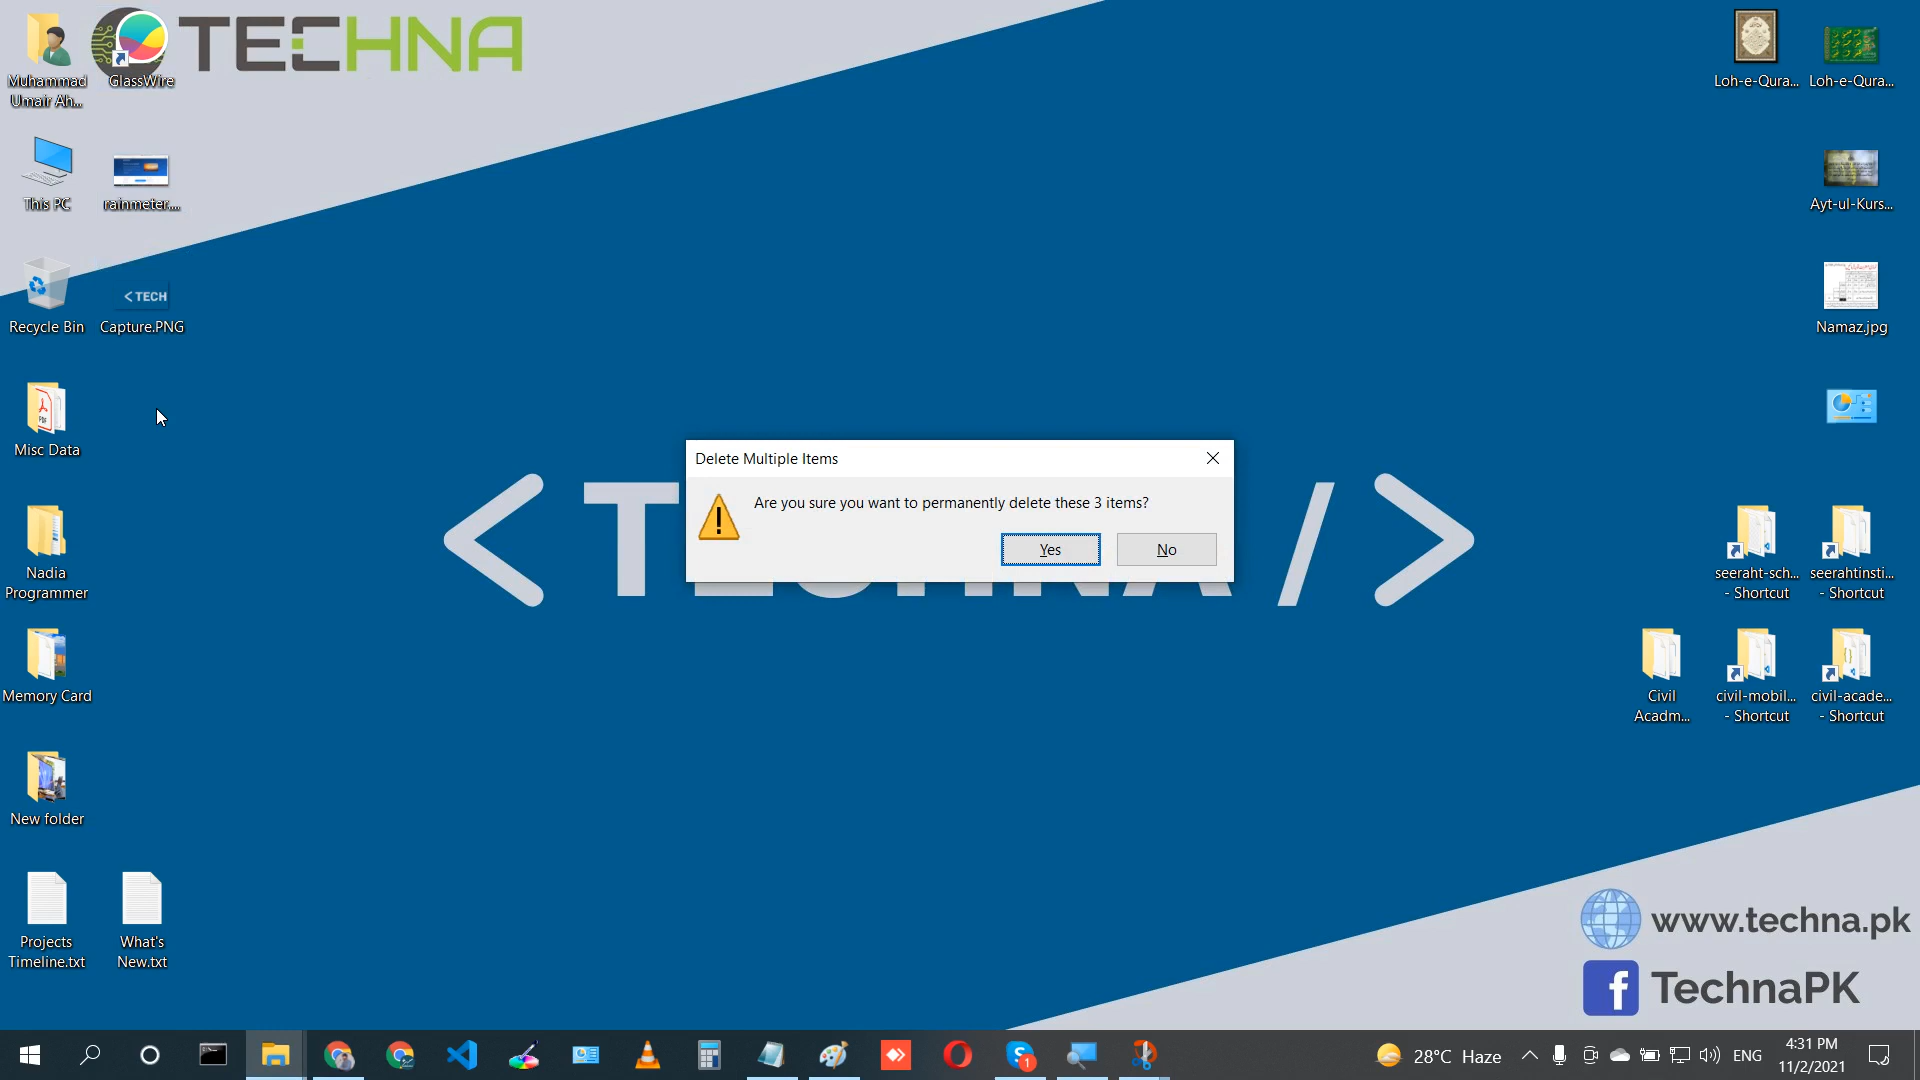 TECHNA
Muhammad
Umair Ah...
GlassWire
This PC
rainmeter....
Recycle Bin
<TECH
Capture.PNG
Misc Data
Nadia
Programmer
Memory Card
New folder
Projects
Timeline.txt
What's
New.txt
Delete Multiple Items
Are you sure you want to permanently delete these 3 items?
Yes
No
Loh-e-Qura...
Loh-e-Qura...
Ayt-ul-Kurs...
Namaz.jpg
seeraht-sch...
- Shortcut
seerahtinsti...
- Shortcut
Civil
Acadm...
civil-mobil...
- Shortcut
civil-acade...
- Shortcut
www.techna.pk
f TechnaPK
1
28°C Haze
ENG
4:31 PM
11/2/2021